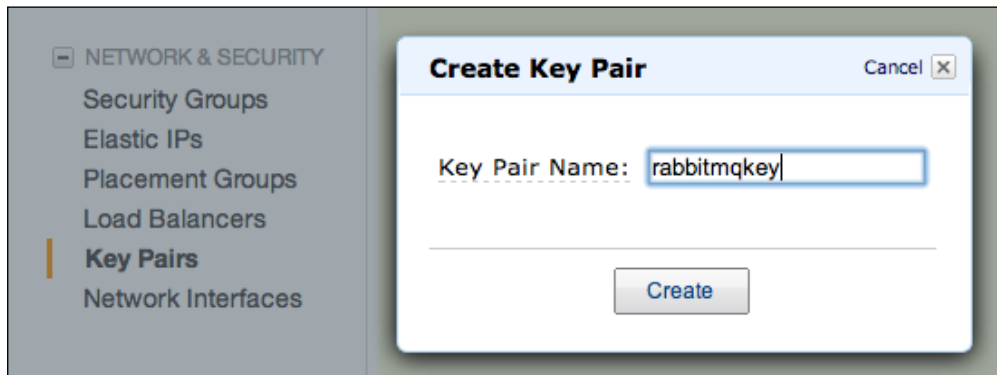 NETWORK & SECURITY
Security Groups
Elastic IPs
Placement Groups
Load Balancers
Key Pairs
Network Interfaces
Create Key Pair
Cancel
Key Pair Name: rabbitmqkey
Create